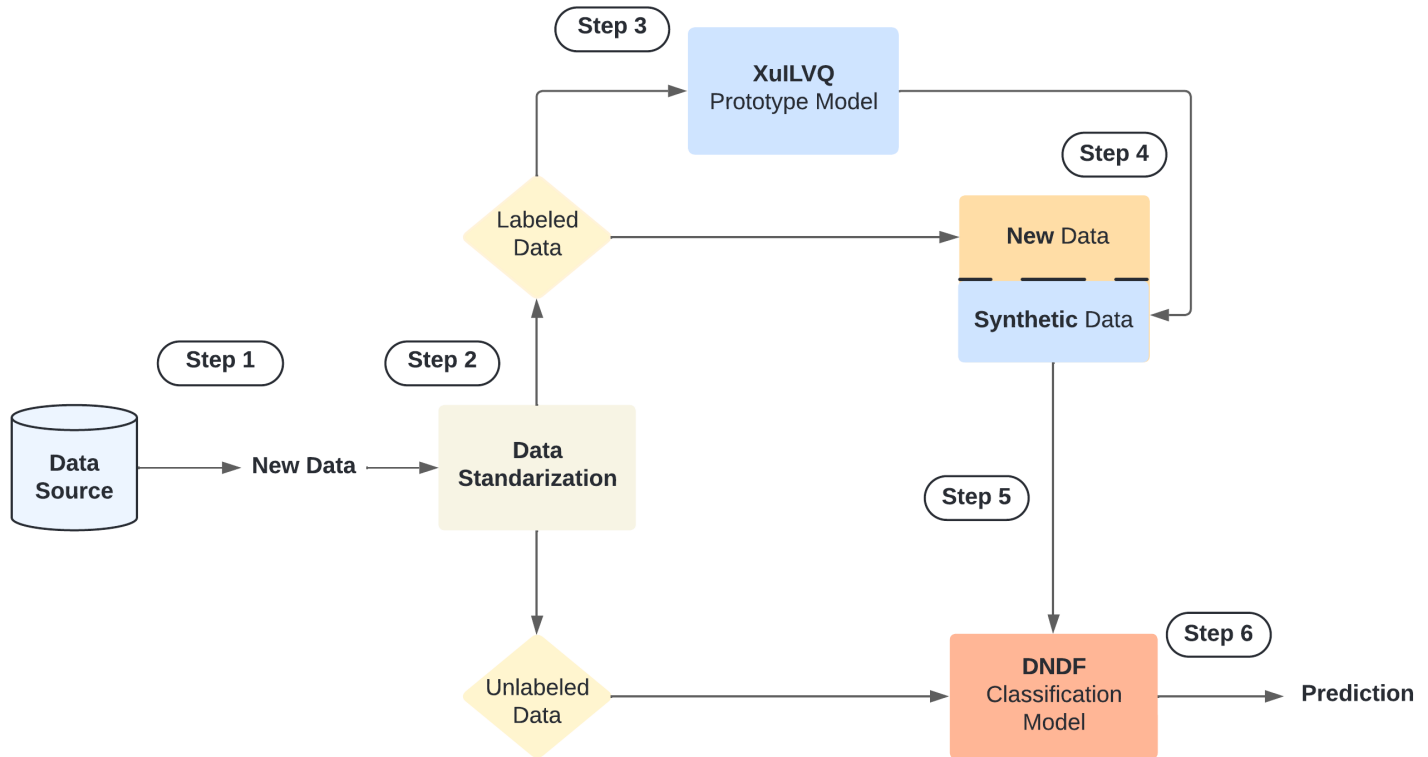 Step 3
XuILVQ
Prototype Model
Step 4
Labeled
Data
New Data
Synthetic Data
Step 1
Step 2
Data
Source
New Data
Data
Standarization
Step 5
Unlabeled
Data
DNDF
Classification
Model
Step 6
Prediction